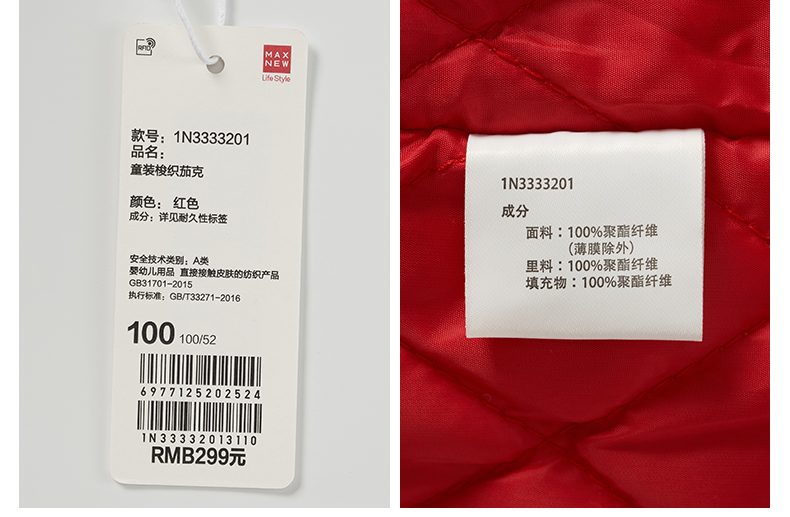 RFID
MAX
NEW
Life Style
款号：1N3333201
品名：
童装梭织茄克
颜色：红色
成分：详见耐久性标签
安全技术类别：A类
婴幼儿用品 直接接触皮肤的纺织产品
GB31701-2015
执行标准：GB/T33271-2016
100 100/52
6977125202524
1N33332013110
RMB299元
1N3333201
成分
面料：100%聚酯纤维
（薄膜除外）
里料：100%聚酯纤维
填充物：100%聚酯纤维